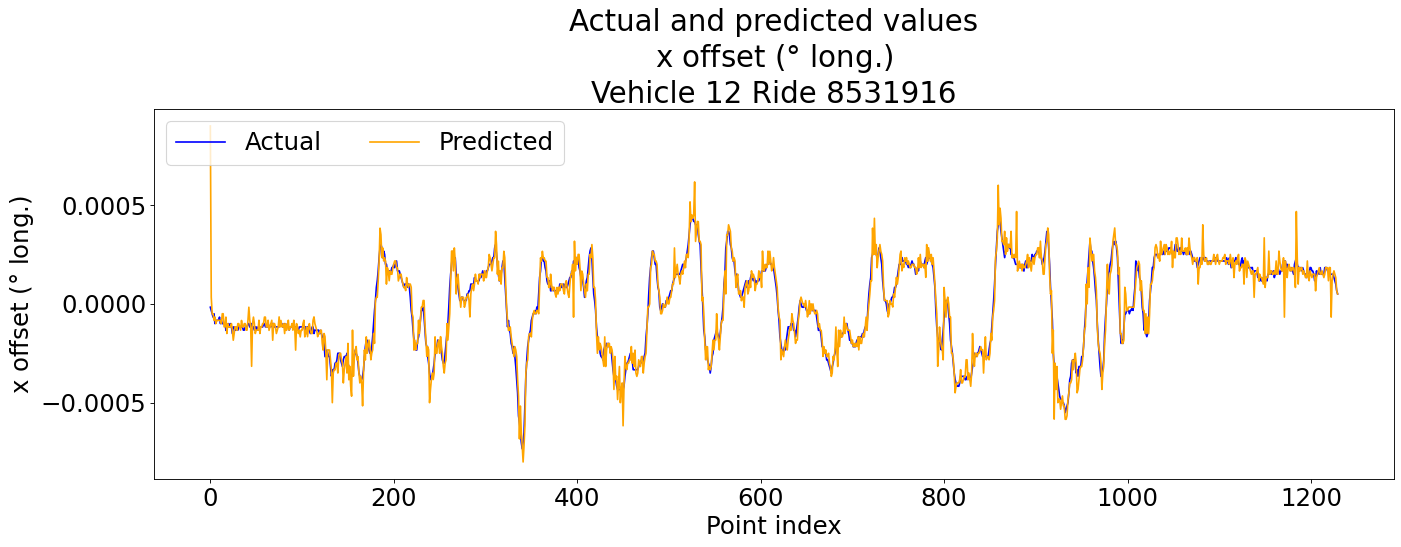 Actual and predicted values
x offset (° long.)
Vehicle 12 Ride 8531916
Actual Predicted
x offset (° long.)
0.0005
0.0000
−0.0005
0 200 400 600 800 1000 1200
Point index